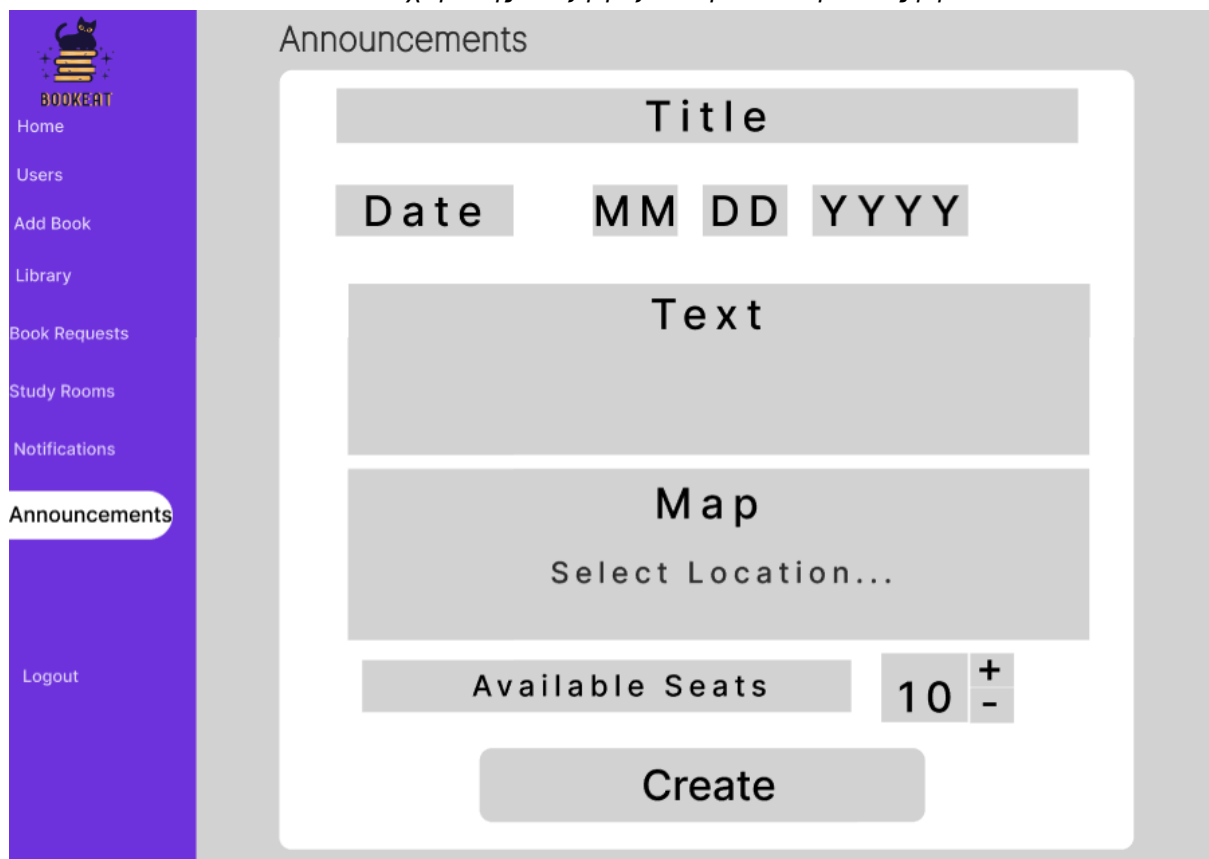 Announcements
BOOKEAT
Home
Users
Add Book
Library
Book Requests
Study Rooms
Notifications
Announcements
Logout
Title
Date MM DD YYYY
Text
Map
Select Location...
Available Seats 10 + -
Create